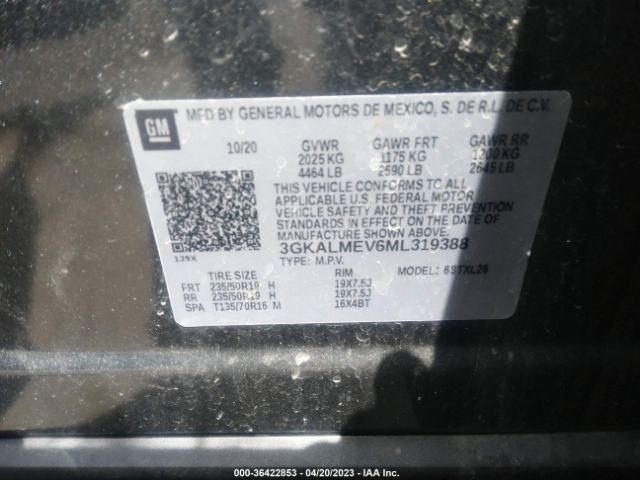 MFD BY GENERAL MOTORS DE MEXICO, S. DE R.L. DE C.V.
GM
10/20 GVWR GAWR FRT GAWR RR
2025 KG 1175 KG 1200 KG
4464 LB 2590 LB 2645 LB
THIS VEHICLE CONFORMS TO ALL
APPLICABLE U.S. FEDERAL MOTOR
VEHICLE SAFETY AND THEFT PREVENTION
STANDARDS IN EFFECT ON THE DATE OF
MANUFACTURE SHOWN ABOVE.
3GKALMEV6ML319388
139X
TYPE: M.P.V. MODEL: 6STXL26
TIRE SIZE RIM
FRT 235/50R19 H 19X7.5J
RR 235/50R19 H 19X7.5J
SPA T135/70R16 M 16X4BT
000-36422853 - 04/20/2023 - IAA Inc.